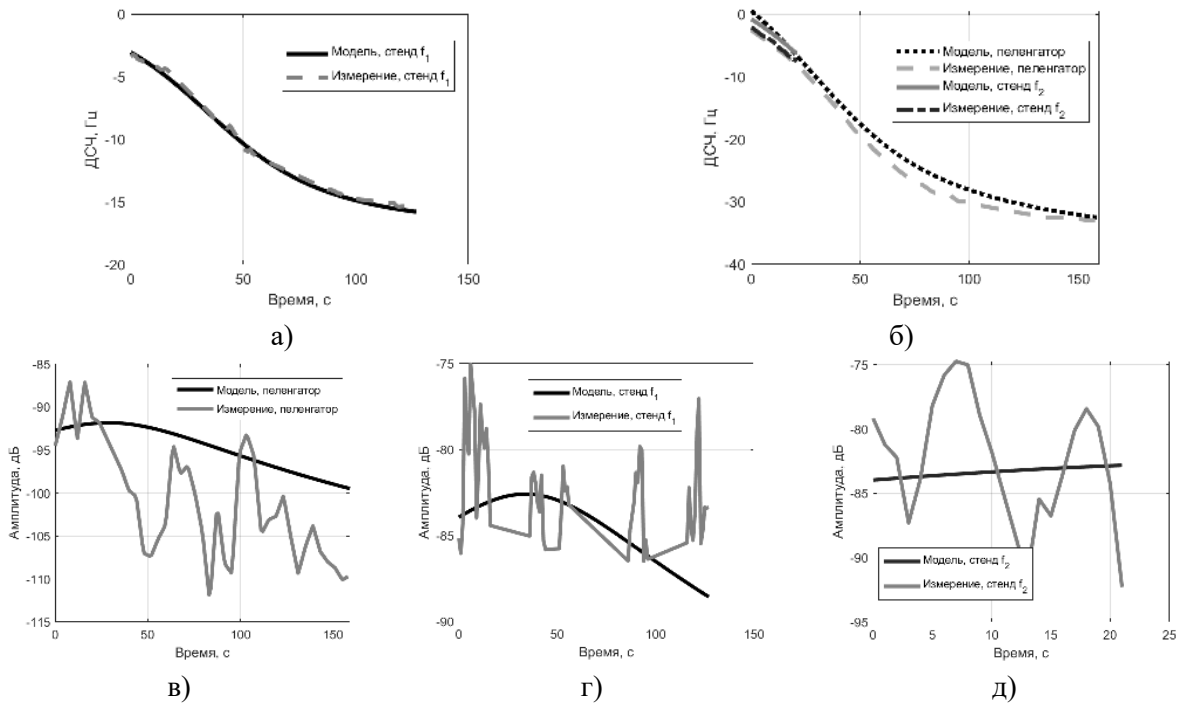 ДСЧ, Гц
0
-5
-10
-15
-20
0
50
100
150
Время, с
Модель, стенд f₁
Измерение, стенд f₁
а)
ДСЧ, Гц
0
-10
-20
-30
-40
0
50
100
150
Время, с
Модель, пеленгатор
Измерение, пеленгатор
Модель, стенд f₂
Измерение, стенд f₂
б)
Амплитуда, дБ
-85
-90
-95
-100
-105
-110
-115
0
50
100
150
Время, с
Модель, пеленгатор
Измерение, пеленгатор
в)
Амплитуда, дБ
-75
-80
-85
-90
0
50
100
150
Время, с
Модель, стенд f₁
Измерение, стенд f₁
г)
Амплитуда, дБ
-75
-80
-85
-90
-95
0
5
10
15
20
25
Время, с
Модель, стенд f₂
Измерение, стенд f₂
д)